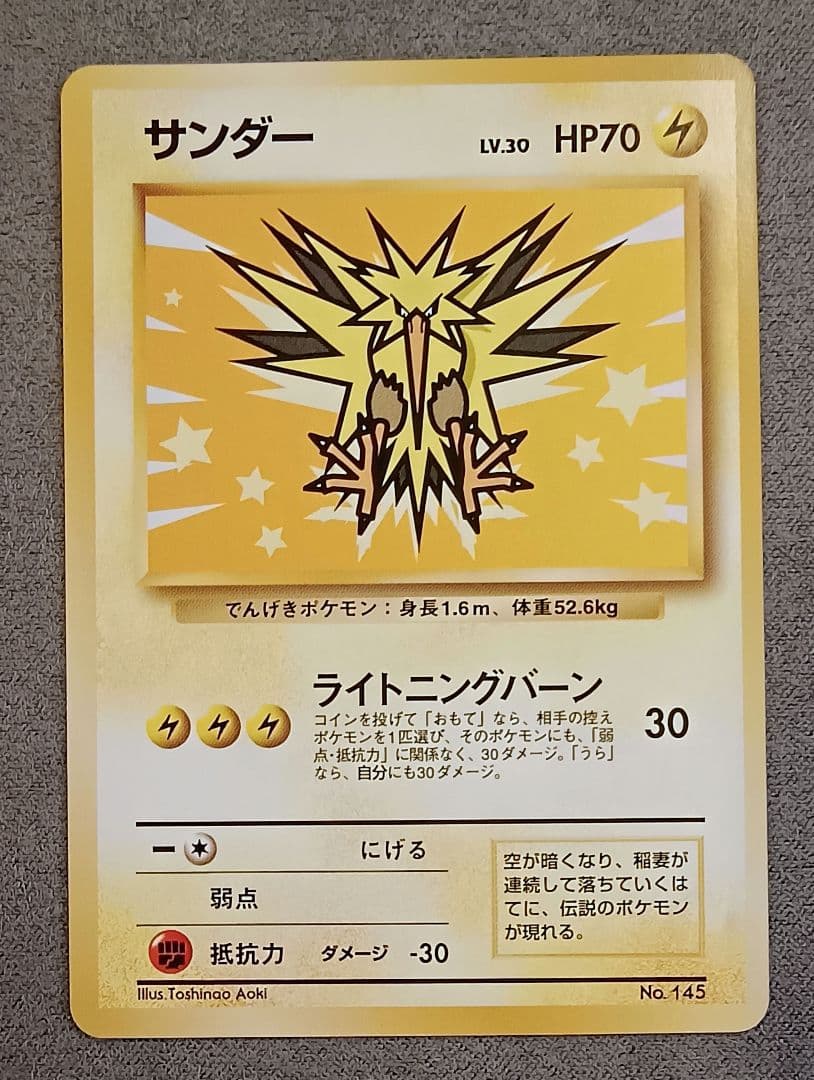 サンダー LV.30 HP70
でんげきポケモン：身長1.6m、体重52.6kg
ライトニングバーン 30
コインを投げて「おもて」なら、相手の控え
ポケモンを1匹選び、そのポケモンにも、「弱
点・抵抗力」に関係なく、30ダメージ。「うら」
なら、自分にも30ダメージ。
ー にげる
弱点
抵抗力 ダメージ -30
空が暗くなり、稲妻が
連続して落ちていくは
てに、伝説のポケモン
が現れる。
Illus.Toshinao Aoki No. 145